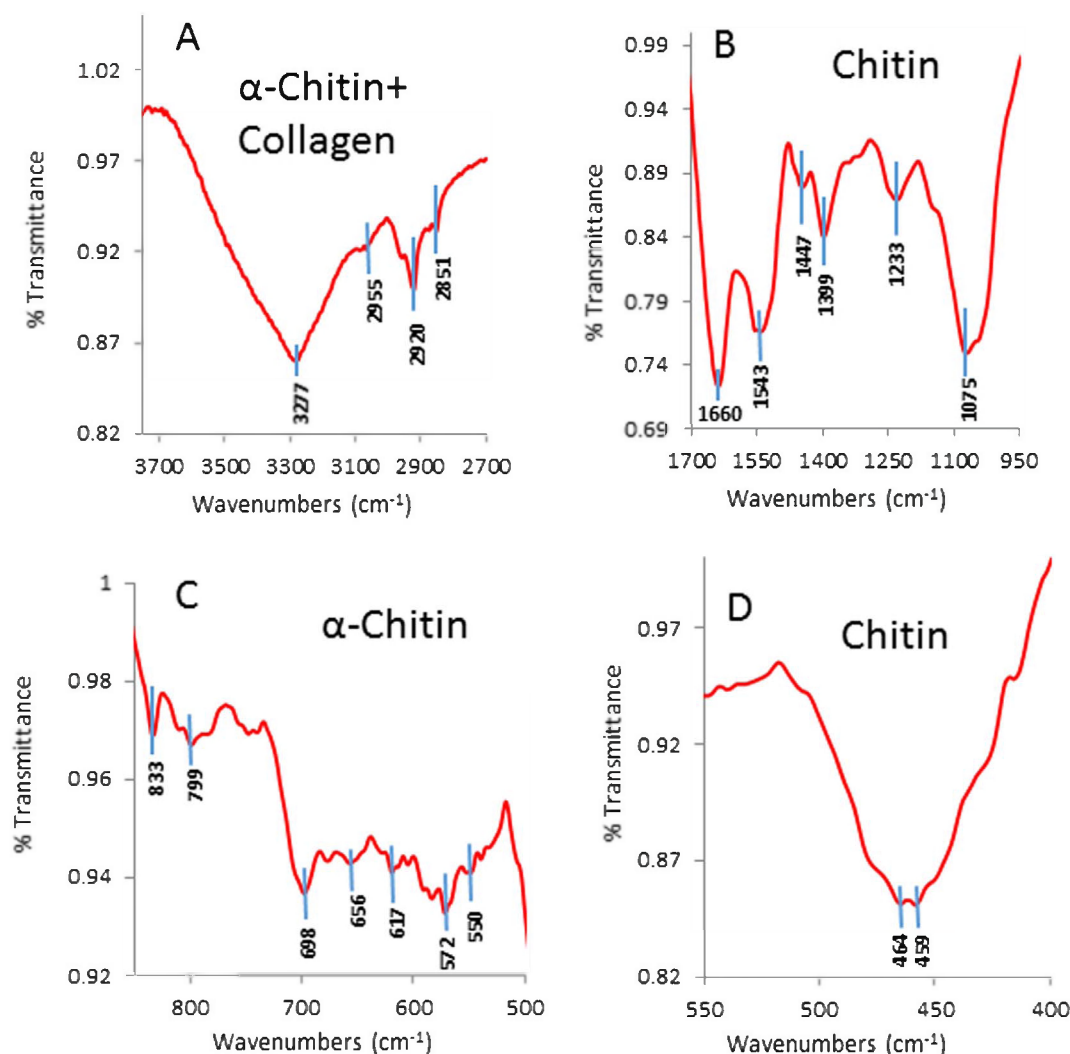 A
α-Chitin+
Collagen
% Transmittance
1.02
0.97
0.92
0.87
0.82
3277
2955
2920
2851
3700 3500 3300 3100 2900 2700
Wavenumbers (cm-1)
B
Chitin
% Transmittance
0.99
0.94
0.89
0.84
0.79
0.74
0.69
1660
1543
1447
1399
1233
1075
1700 1550 1400 1250 1100 950
Wavenumbers (cm-1)
C
α-Chitin
% Transmittance
1
0.98
0.96
0.94
0.92
833
799
698
656
617
572
550
800 700 600 500
Wavenumbers (cm-1)
D
Chitin
% Transmittance
0.97
0.92
0.87
0.82
464
459
550 500 450 400
Wavenumbers (cm-1)